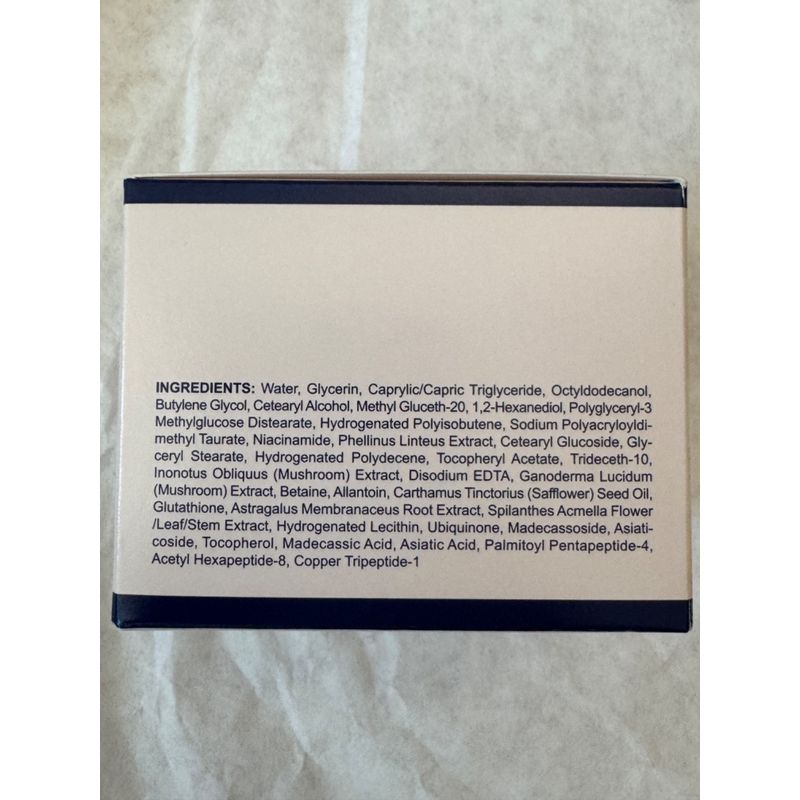 INGREDIENTS: Water, Glycerin, Caprylic/Capric Triglyceride, Octyldodecanol,
Butylene Glycol, Cetearyl Alcohol, Methyl Gluceth-20, 1,2-Hexanediol, Polyglyceryl-3
Methylglucose Distearate, Hydrogenated Polyisobutene, Sodium Polyacryloyldi-
methyl Taurate, Niacinamide, Phellinus Linteus Extract, Cetearyl Glucoside, Gly-
ceryl Stearate, Hydrogenated Polydecene, Tocopheryl Acetate, Trideceth-10,
Inonotus Obliquus (Mushroom) Extract, Disodium EDTA, Ganoderma Lucidum
(Mushroom) Extract, Betaine, Allantoin, Carthamus Tinctorius (Safflower) Seed Oil,
Glutathione, Astragalus Membranaceus Root Extract, Spilanthes Acmella Flower
/Leaf/Stem Extract, Hydrogenated Lecithin, Ubiquinone, Madecassoside, Asiati-
coside, Tocopherol, Madecassic Acid, Asiatic Acid, Palmitoyl Pentapeptide-4,
Acetyl Hexapeptide-8, Copper Tripeptide-1